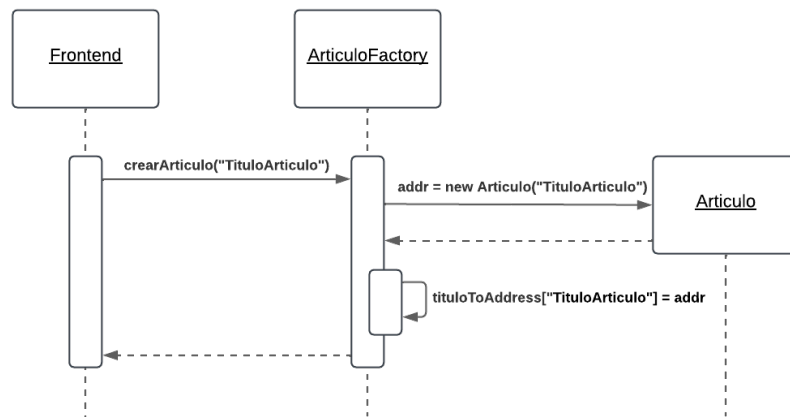 Frontend
ArticuloFactory
crearArticulo("TituloArticulo")
addr = new Articulo("TituloArticulo")
Articulo
tituloToAddress["TituloArticulo"] = addr